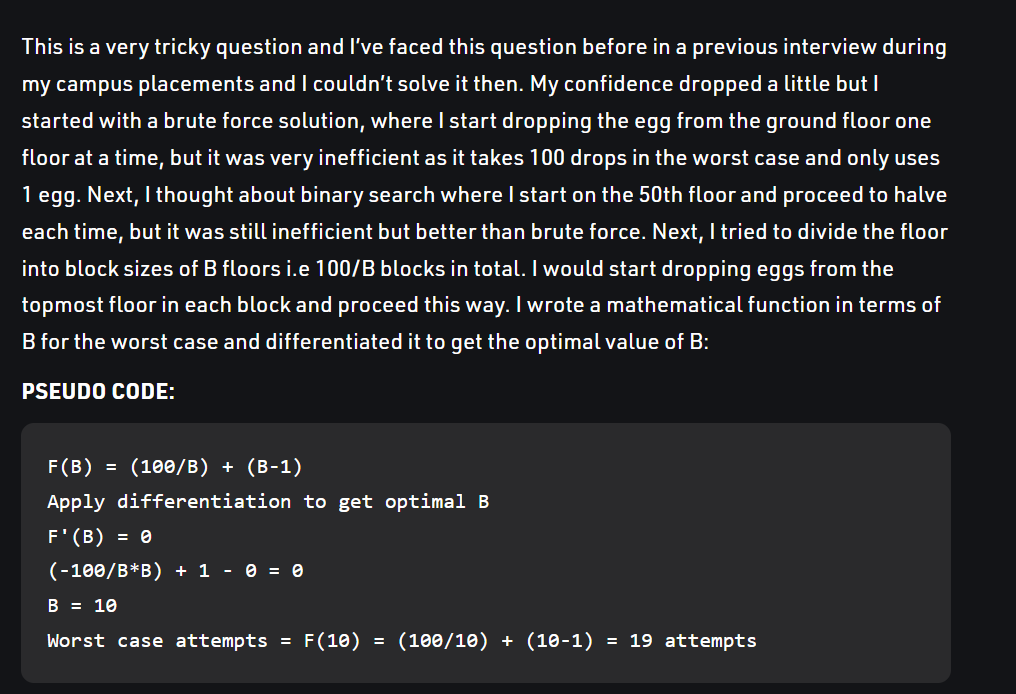 This is a very tricky question and I’ve faced this question before in a previous interview during
my campus placements and I couldn’t solve it then. My confidence dropped a little but I
started with a brute force solution, where I start dropping the egg from the ground floor one
floor at a time, but it was very inefficient as it takes 100 drops in the worst case and only uses
1 egg. Next, I thought about binary search where I start on the 50th floor and proceed to halve
each time, but it was still inefficient but better than brute force. Next, I tried to divide the floor
into block sizes of B floors i.e 100/B blocks in total. I would start dropping eggs from the
topmost floor in each block and proceed this way. I wrote a mathematical function in terms of
B for the worst case and differentiated it to get the optimal value of B:
PSEUDO CODE:
F(B) = (100/B) + (B-1)
Apply differentiation to get optimal B
F'(B) = 0
(-100/B*B) + 1 - 0 = 0
B = 10
Worst case attempts = F(10) = (100/10) + (10-1) = 19 attempts